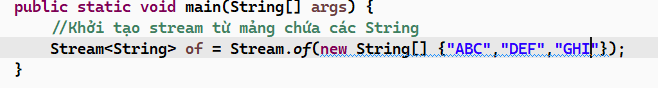 public static void main(String[] args) {
//Khởi tạo stream từ mảng chứa các String
Stream<String> of = Stream.of(new String[] {"ABC","DEF","GHI"});
}